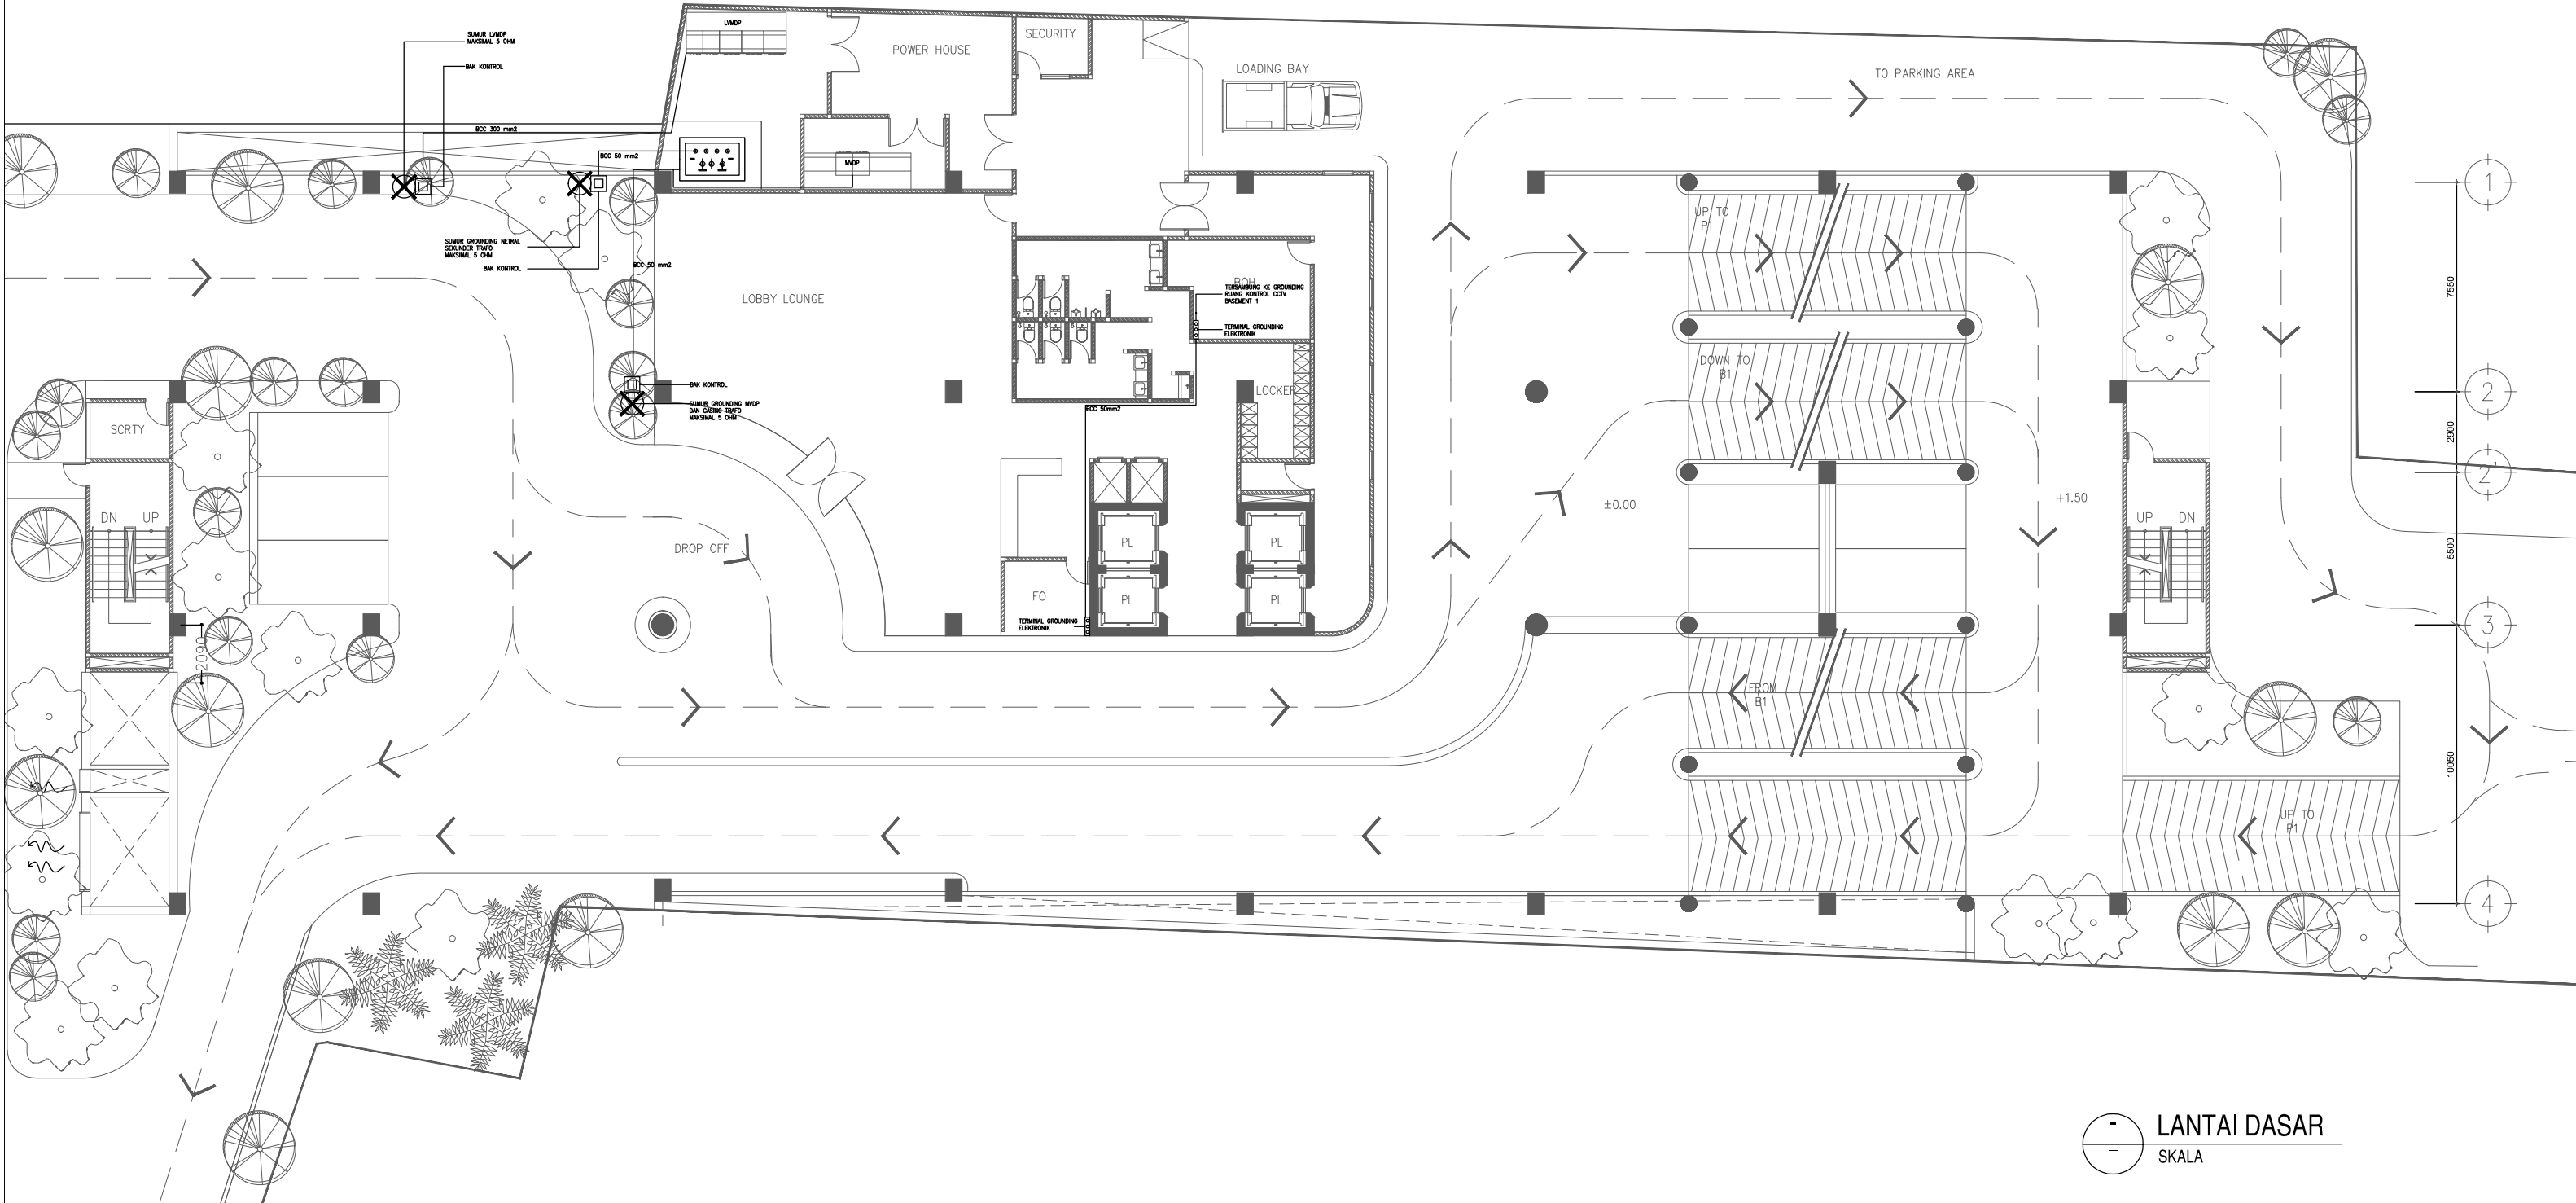 LVMDP
SUMUR LVMDP
MAKSIMAL 5 OHM
BAK KONTROL
POWER HOUSE
SECURITY
LOADING BAY
TO PARKING AREA
BCC 300 mm2
BCC 50 mm2
MVDP
1
UP TO
P1
SUMUR GROUNDING NETRAL
SEKUNDER TRAFO
MAKSIMAL 5 OHM
BAK KONTROL
BCC 50 mm2
LOBBY LOUNGE
BOH
TERSAMBUNG KE GROUNDING
RUANG KONTROL CCTV
BASEMENT 1
TERMINAL GROUNDING
ELEKTRONIK
7550
DOWN TO
B1
BAK KONTROL
SUMUR GROUNDING MVDP
DAN CASING TRAFO
MAKSIMAL 5 OHM
BCC 50mm2
LOCKER
2
SCRTY
2900
2'
DN
UP
±0.00
+1.50
UP
DN
DROP OFF
PL
PL
5500
FO
PL
PL
TERMINAL GROUNDING
ELEKTRONIK
3
2090
FROM
B1
10050
UP TO
P1
4
-
LANTAI DASAR
-
SKALA